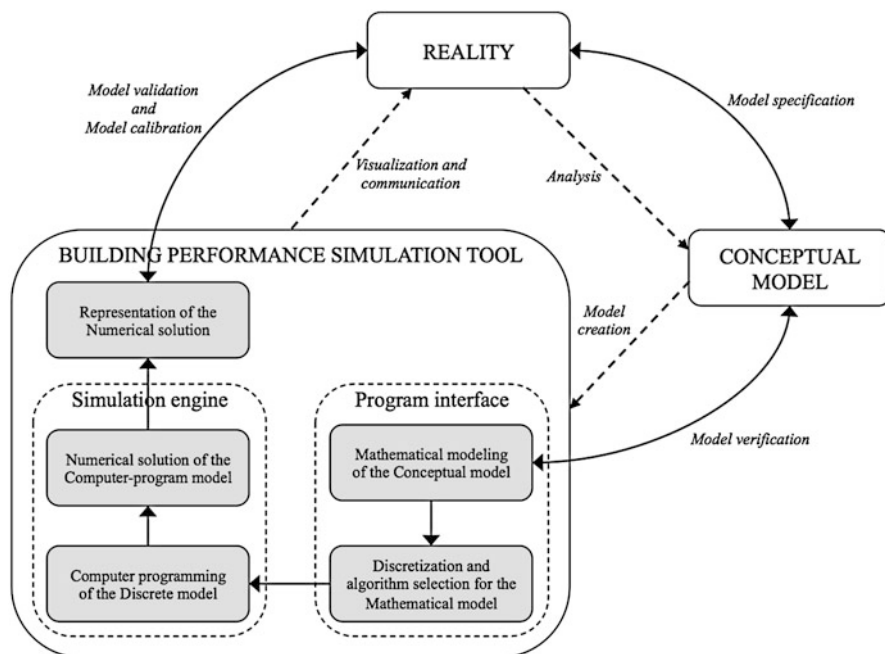 REALITY
Model validation
and
Model calibration
Model specification
Visualization and
communication
Analysis
BUILDING PERFORMANCE SIMULATION TOOL
CONCEPTUAL
MODEL
Representation of the
Numerical solution
Model
creation
Simulation engine
Program interface
Numerical solution of the
Computer-program model
Mathematical modeling
of the Conceptual model
Model verification
Computer programming
of the Discrete model
Discretization and
algorithm selection for the
Mathematical model